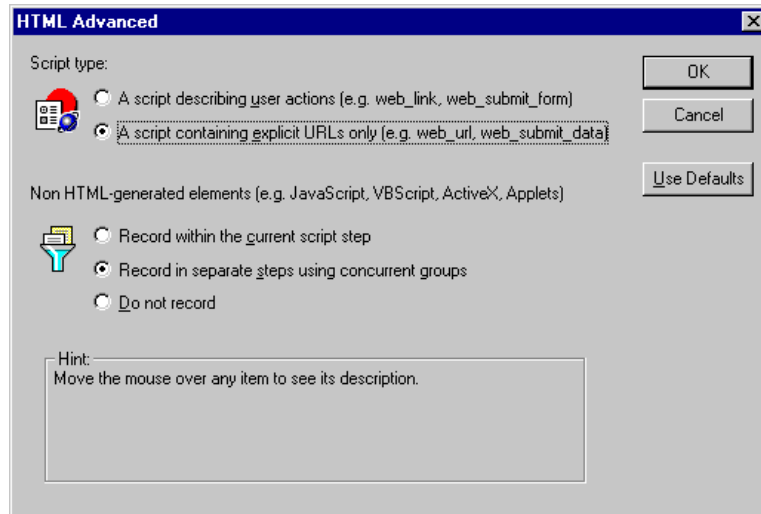 HTML Advanced
Script type:
A script describing user actions (e.g. web_link, web_submit_form)
A script containing explicit URLs only (e.g. web_url, web_submit_data)
OK
Cancel
Use Defaults
Non HTML-generated elements (e.g. JavaScript, VBScript, ActiveX, Applets)
Record within the current script step
Record in separate steps using concurrent groups
Do not record
Hint:
Move the mouse over any item to see its description.